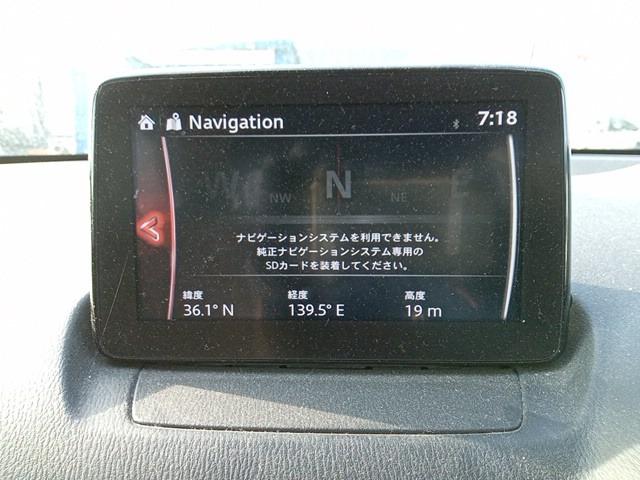 Navigation 7:18
W NW N NE E
ナビゲーションシステムを利用できません。
純正ナビゲーションシステム専用の
SDカードを装着してください。
緯度 経度 高度
36.1° N 139.5° E 19 m